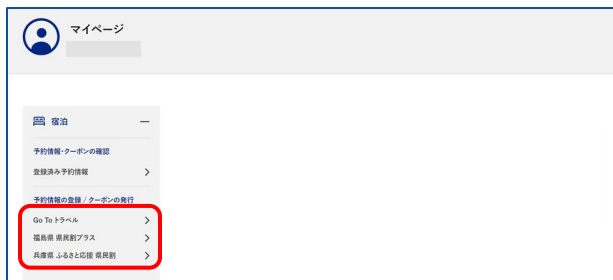 マイページ
宿泊
予約情報・クーポンの確認
登録済み予約情報
予約情報の登録 / クーポンの発行
Go To トラベル
福島県 県民割プラス
兵庫県 ふるさと応援 県民割